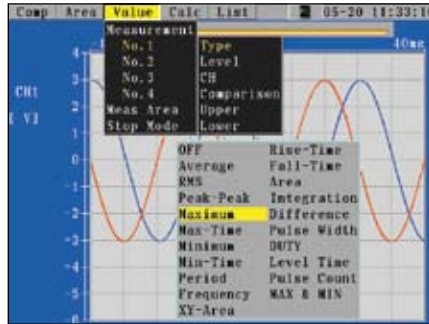 Comp Area Value Calc List 05-20 11:33:1
Measurement
No.1 Type
No.2 Level
No.3 CH
No.4 Comparison
Meas Area Upper
Stop Mode Lower
40ms
CH1
[ V]
4
3
2
1
0
-1
-2
-3
-4
-5
OFF Rise-Time
Average Fall-Time
RMS Area
Peak-Peak Integration
Maximum Difference
Max-Time Pulse Width
Minimum DUTY
Min-Time Level Time
Period Pulse Count
Frequency MAX & MIN
XY-Area